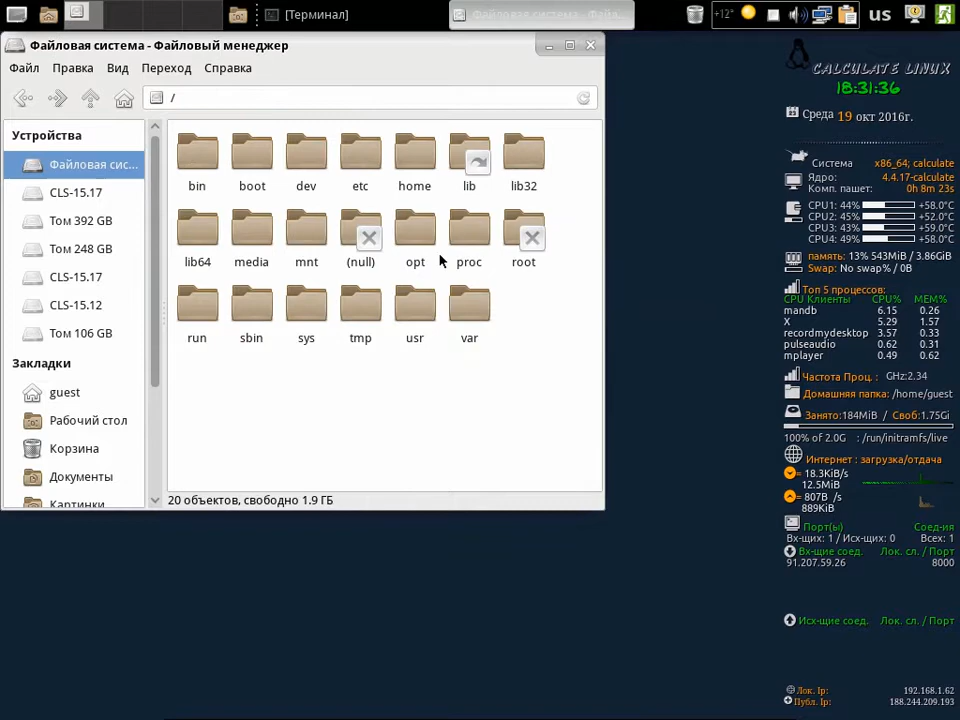 [Терминал]
Файловая система - Файло
+12°
us
Файловая система - Файловый менеджер
Файл Правка Вид Переход Справка
/
Устройства
Файловая сис...
CLS-15.17
Том 392 GB
Том 248 GB
CLS-15.17
CLS-15.12
Том 106 GB
Закладки
guest
Рабочий стол
Корзина
Документы
Картинки
bin boot dev etc home lib lib32
lib64 media mnt (null) opt proc root
run sbin sys tmp usr var
20 объектов, свободно 1.9 ГБ
CALCULATE LINUX
18:31:36
Среда 19 окт 2016г.
Система x86_64; calculate
Ядро: 4.4.17-calculate
Комп. пашет: 0h 8m 23s
CPU1: 44% +58.0°C
CPU2: 45% +52.0°C
CPU3: 43% +58.0°C
CPU4: 49% +58.0°C
память: 13% 543MiB / 3.86GiB
Swap: No swap% / 0B
Топ 5 процессов:
CPU Клиенты CPU% MEM%
mandb 6.15 0.26
X 5.29 1.57
recordmydesktop 3.57 0.33
pulseaudio 0.62 0.31
mplayer 0.49 0.62
Частота Проц. : GHz:2.34
Домашняя папка: /home/guest
Занято:184MiB / Своб:1.75Gi
100% of 2.0G : /run/initramfs/live
Интернет : загрузка/отдача
= 18.3KiB/s
12.5MiB
= 807B /s
889KiB
Порт(ы) Соед-ия
Вх-щих: 1 / Исх-щих: 0 Всех: 1
Вх-щие соед. Лок. сл. / Порт
91.207.59.26 8000
Исх-щие соед. Лок. сл. / Порт
Лок. Ip: 192.168.1.62
Публ. Ip: 188.244.209.193